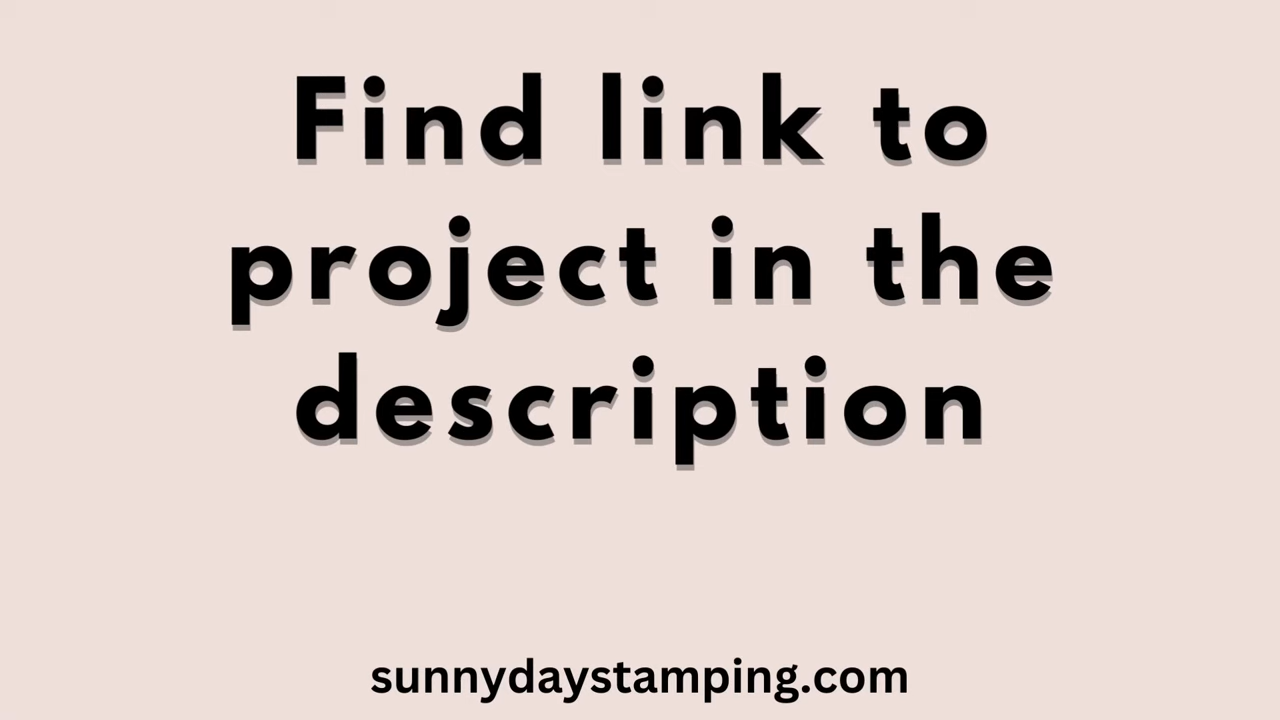 Find link to
project in the
description
sunnydaystamping.com